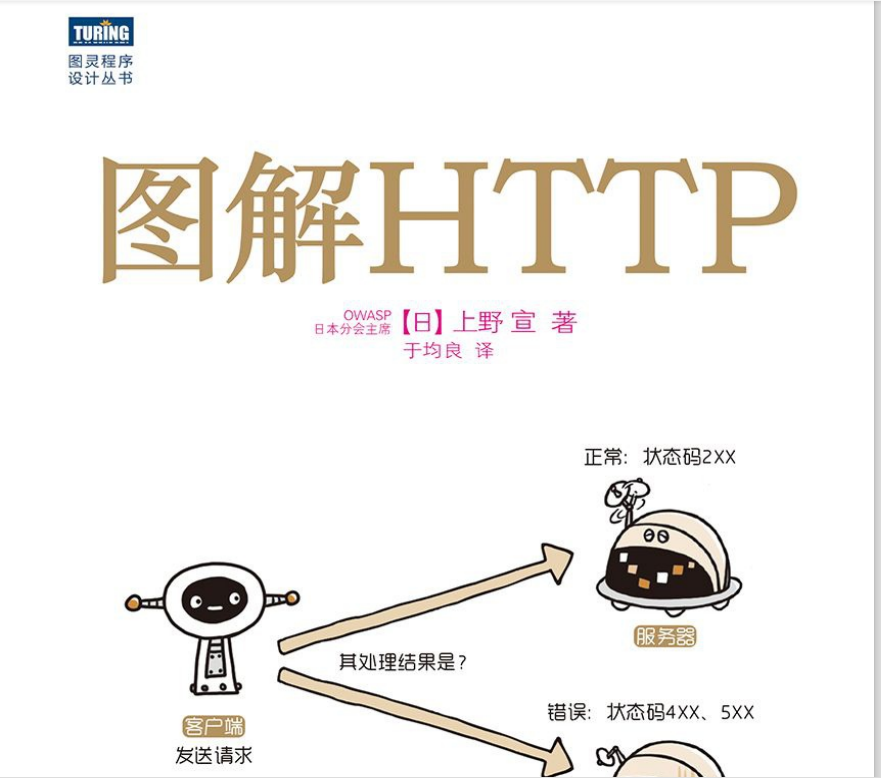 TURING
图灵程序
设计丛书
图解HTTP
OWASP
日本分会主席
【日】上野 宣 著
于均良 译
正常：状态码2XX
服务器
其处理结果是？
错误：状态码4XX、5XX
客户端
发送请求